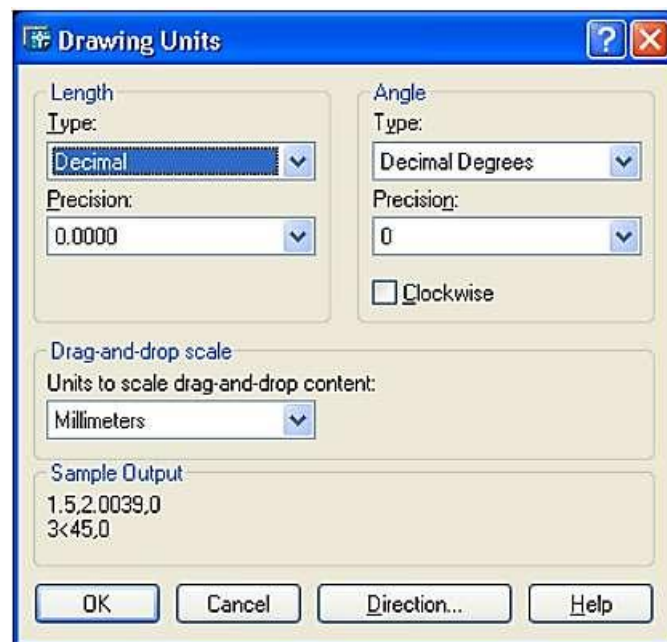 Drawing Units
Length
Type:
Decimal
Precision:
0.0000
Angle
Type:
Decimal Degrees
Precision:
0
Clockwise
Drag-and-drop scale
Units to scale drag-and-drop content:
Millimeters
Sample Output
1.5,2.0039,0
3<45,0
OK
Cancel
Direction...
Help